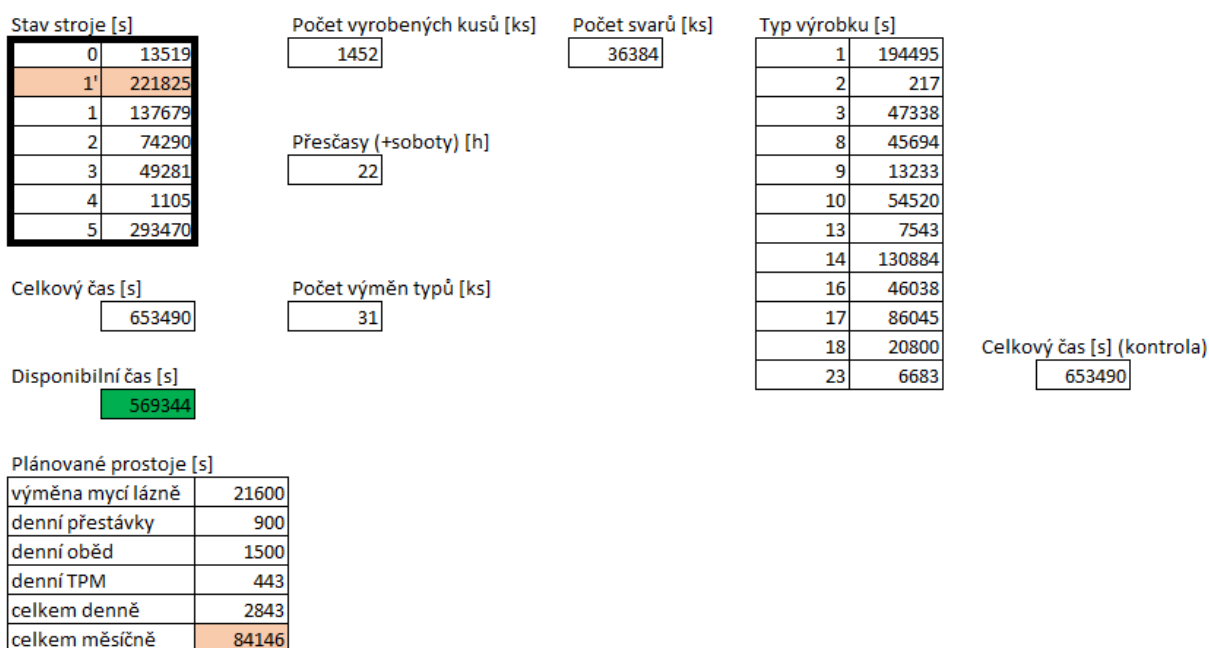 Stav stroje [s] Počet vyrobených kusů [ks] Počet svarů [ks] Typ výrobku [s]
0 13519 1452 36384 1 194495
1' 221825 2 217
1 137679 3 47338
2 74290 Přesčasy (+soboty) [h] 8 45694
3 49281 22 9 13233
4 1105 10 54520
5 293470 13 7543
14 130884
Celkový čas [s] Počet výměn typů [ks] 16 46038
653490 31 17 86045
18 20800 Celkový čas [s] (kontrola)
Disponibilní čas [s] 23 6683 653490
569344
Plánované prostoje [s]
výměna mycí lázně 21600
denní přestávky 900
denní oběd 1500
denní TPM 443
celkem denně 2843
celkem měsíčně 84146